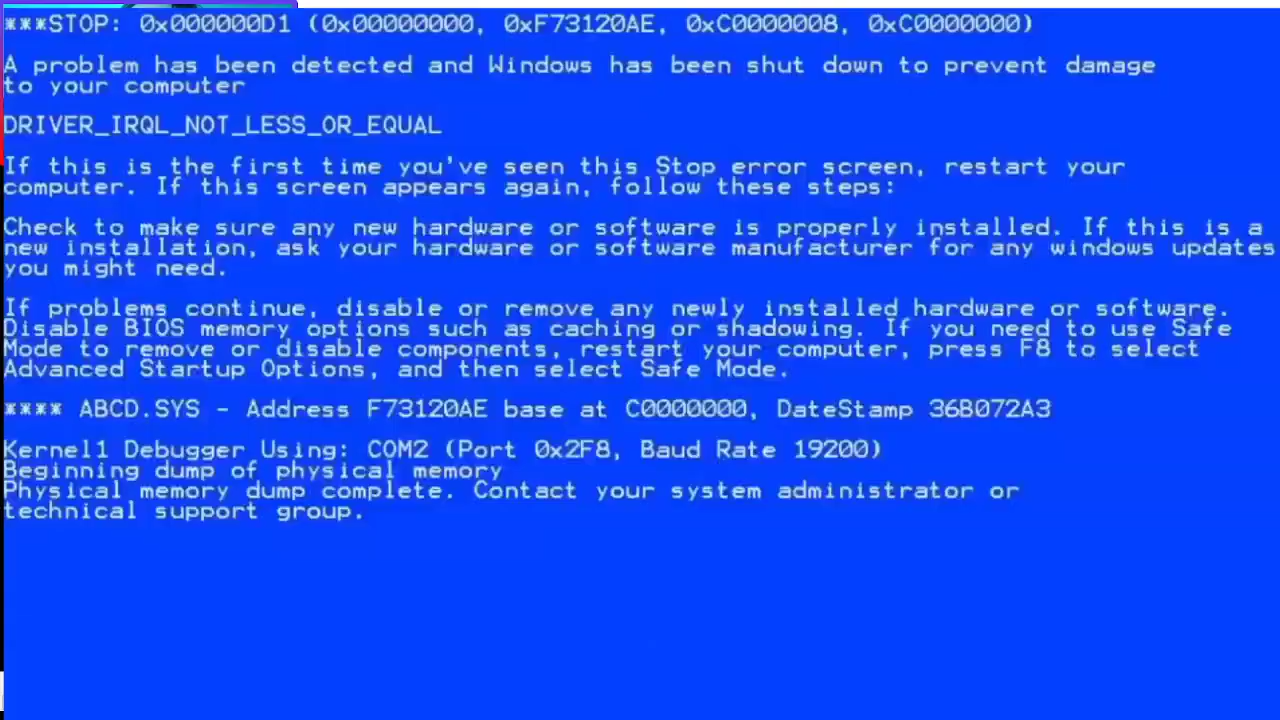 ***STOP: 0x000000D1 (0x00000000, 0xF73120AE, 0xC0000008, 0xC0000000)
A problem has been detected and Windows has been shut down to prevent damage
to your computer
DRIVER_IRQL_NOT_LESS_OR_EQUAL
If this is the first time you've seen this Stop error screen, restart your
computer. If this screen appears again, follow these steps:
Check to make sure any new hardware or software is properly installed. If this is a
new installation, ask your hardware or software manufacturer for any windows updates
you might need.
If problems continue, disable or remove any newly installed hardware or software.
Disable BIOS memory options such as caching or shadowing. If you need to use Safe
Mode to remove or disable components, restart your computer, press F8 to select
Advanced Startup Options, and then select Safe Mode.
**** ABCD.SYS - Address F73120AE base at C0000000, DateStamp 36B072A3
Kernel1 Debugger Using: COM2 (Port 0x2F8, Baud Rate 19200)
Beginning dump of physical memory
Physical memory dump complete. Contact your system administrator or
technical support group.